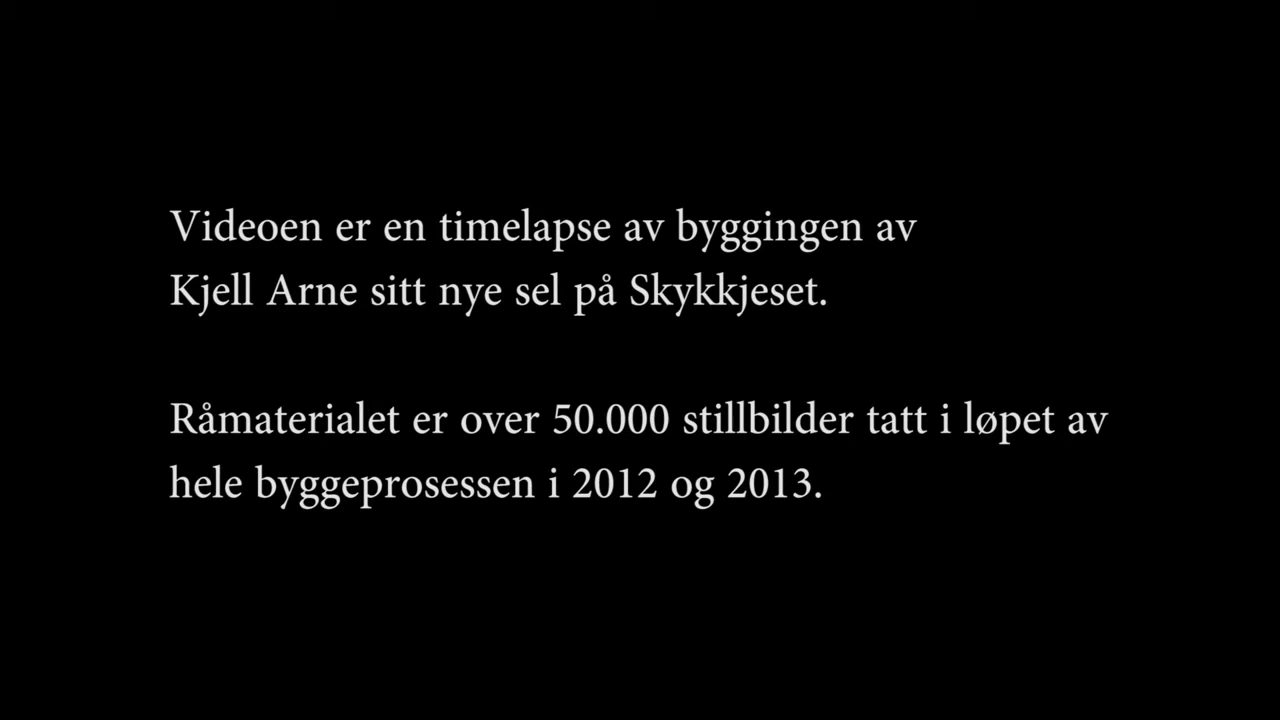 Videoen er en timelapse av byggingen av
Kjell Arne sitt nye sel på Skykkjeset.
Råmaterialet er over 50.000 stillbilder tatt i løpet av
hele byggeprosessen i 2012 og 2013.